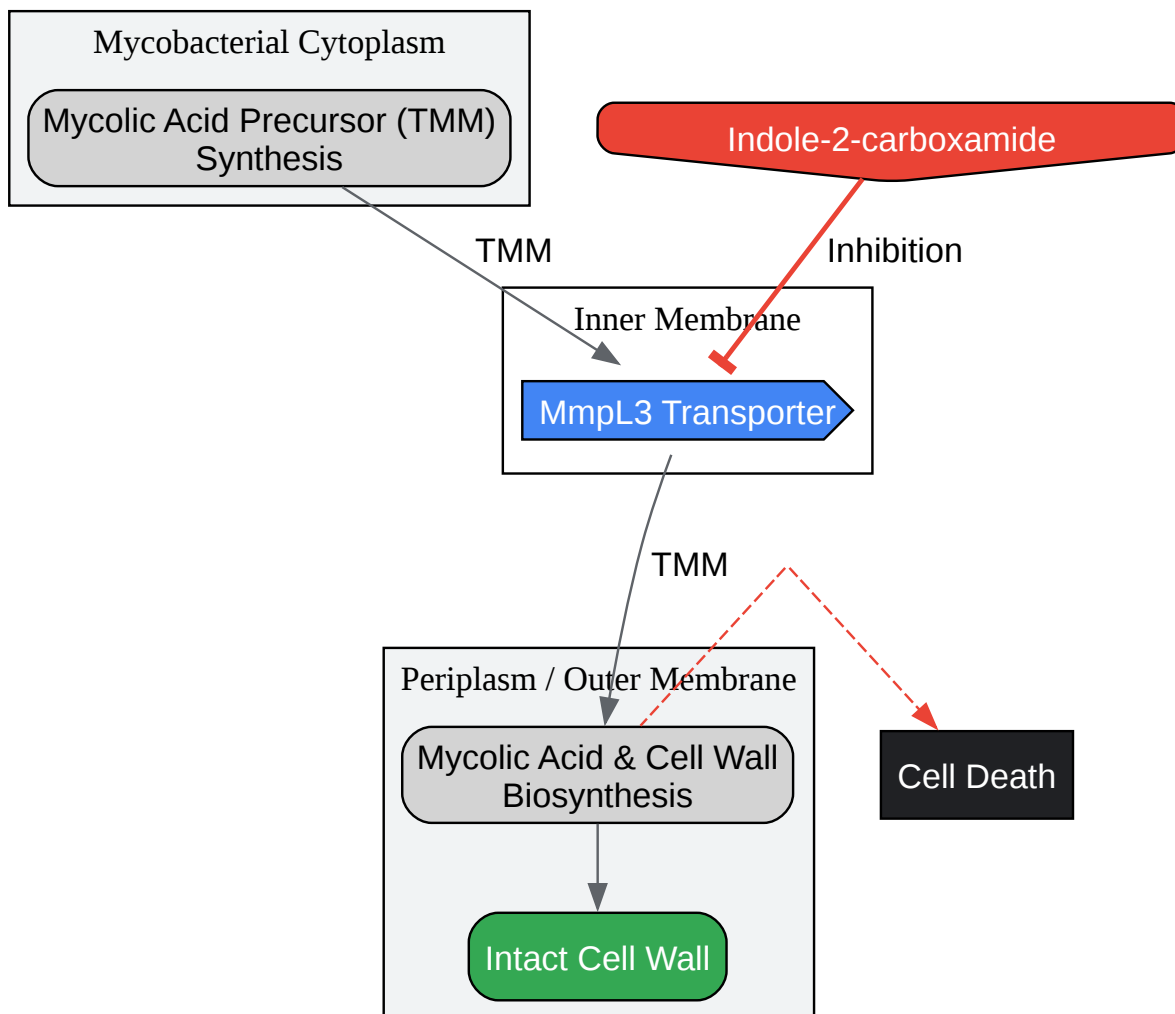 Mycobacterial Cytoplasm
Mycolic Acid Precursor (TMM)
Synthesis
Indole-2-carboxamide
TMM
Inhibition
Inner Membrane
MmpL3 Transporter
TMM
Periplasm / Outer Membrane
Mycolic Acid & Cell Wall
Biosynthesis
Cell Death
Intact Cell Wall